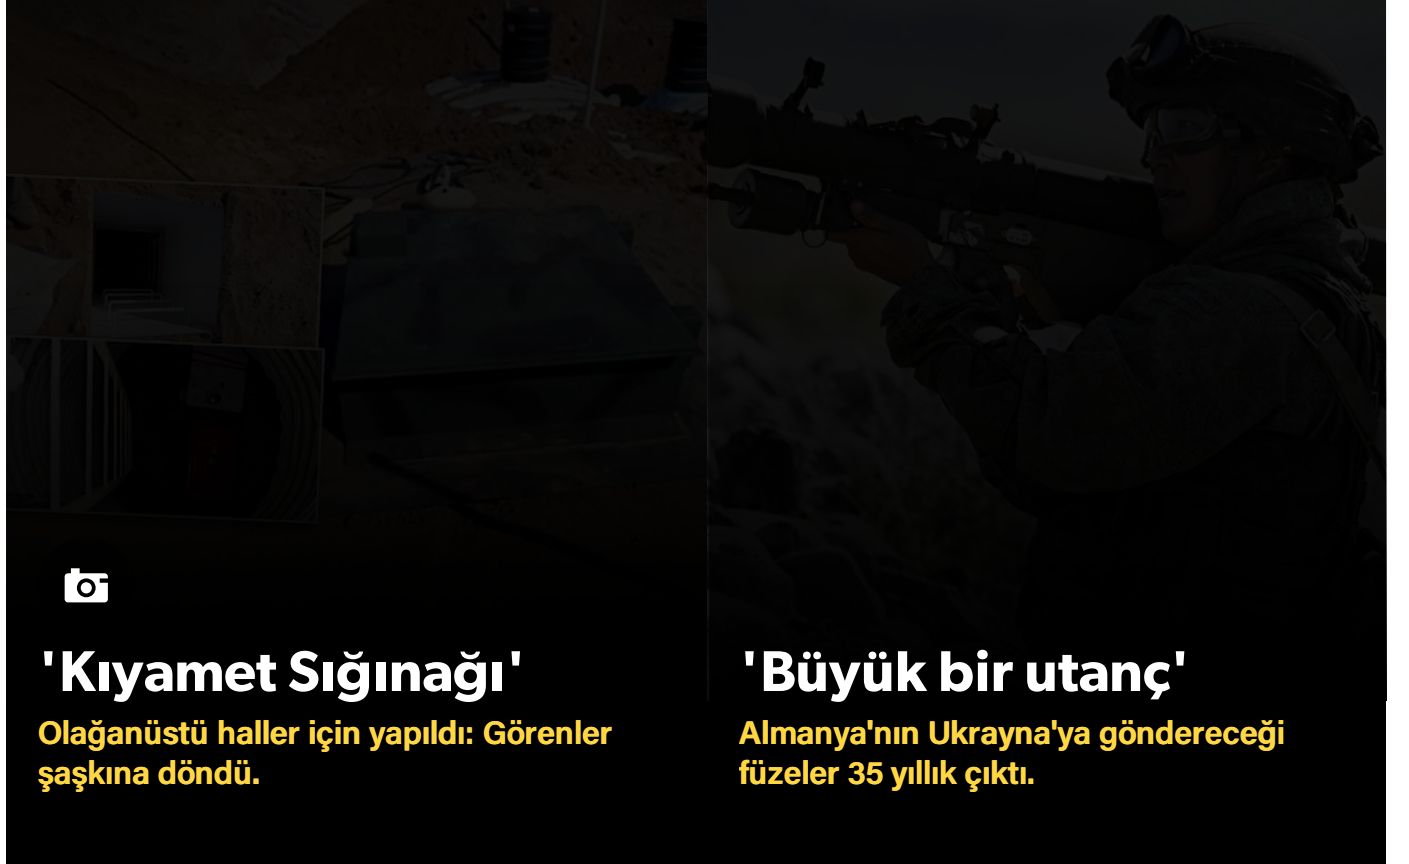 'Kıyamet Sığınağı'
Olağanüstü haller için yapıldı: Görenler
şaşkına döndü.
'Büyük bir utanç'
Almanya'nın Ukrayna'ya göndereceği
füzeler 35 yıllık çıktı.